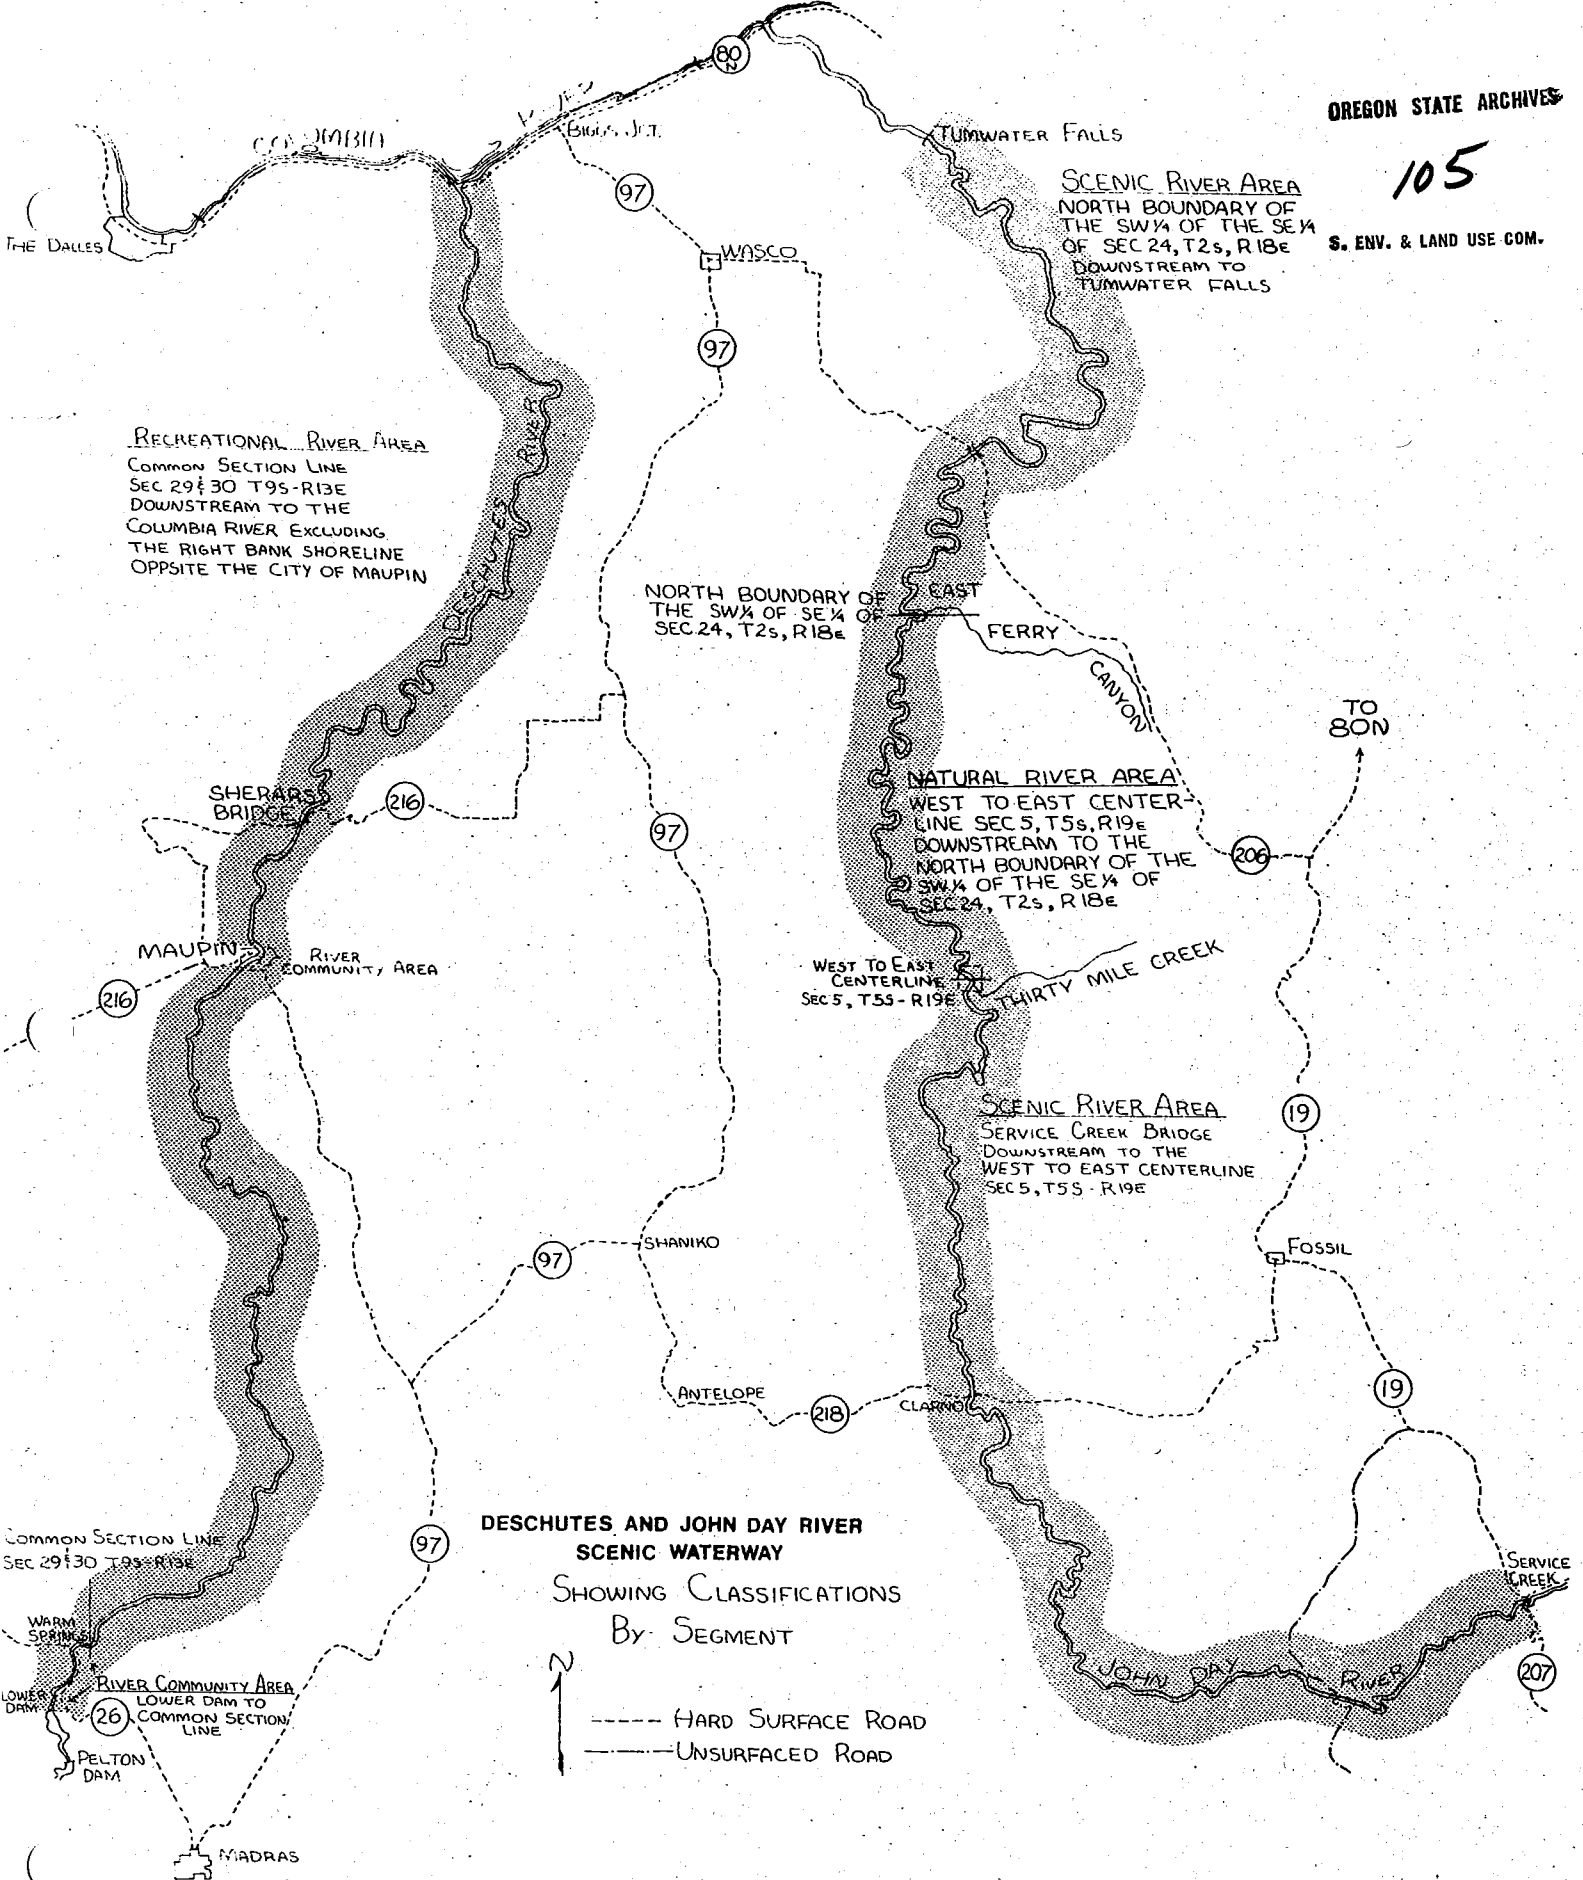 80
N
OREGON STATE ARCHIVES
105
S. ENV. & LAND USE COM.
COLUMBIA
BIGGS JCT.
THE DALLES
97
WASCO
97
TUMWATER FALLS
SCENIC RIVER AREA
NORTH BOUNDARY OF
THE SW¼ OF THE SE¼
OF SEC 24, T2S, R18E
DOWNSTREAM TO
TUMWATER FALLS
RECREATIONAL RIVER AREA
COMMON SECTION LINE
SEC 29&30 T9S-R13E
DOWNSTREAM TO THE
COLUMBIA RIVER EXCLUDING
THE RIGHT BANK SHORELINE
OPPSITE THE CITY OF MAUPIN
DESCHUTES RIVER
NORTH BOUNDARY OF
THE SW¼ OF SE¼ OF
SEC.24, T2S, R18E
EAST
FERRY
CANYON
TO
80N
SHERARS
BRIDGE
216
97
NATURAL RIVER AREA
WEST TO EAST CENTER-
LINE SEC 5, T5S, R19E
DOWNSTREAM TO THE
NORTH BOUNDARY OF THE
SW¼ OF THE SE¼ OF
SEC 24, T2S, R18E
206
MAUPIN
RIVER
COMMUNITY AREA
216
WEST TO EAST
CENTERLINE
SEC 5, T5S-R19E
THIRTY MILE CREEK
SCENIC RIVER AREA
SERVICE CREEK BRIDGE
DOWNSTREAM TO THE
WEST TO EAST CENTERLINE
SEC 5, T5S-R19E
19
97
SHANIKO
FOSSIL
ANTELOPE
218
CLARNO
19
COMMON SECTION LINE
SEC 29&30 T9S-R13E
97
DESCHUTES AND JOHN DAY RIVER
SCENIC WATERWAY
SHOWING CLASSIFICATIONS
BY SEGMENT
N
HARD SURFACE ROAD
UNSURFACED ROAD
SERVICE
CREEK
WARM
SPRINGS
LOWER
DAM
RIVER COMMUNITY AREA
LOWER DAM TO
COMMON SECTION
LINE
26
PELTON
DAM
JOHN DAY RIVER
207
MADRAS